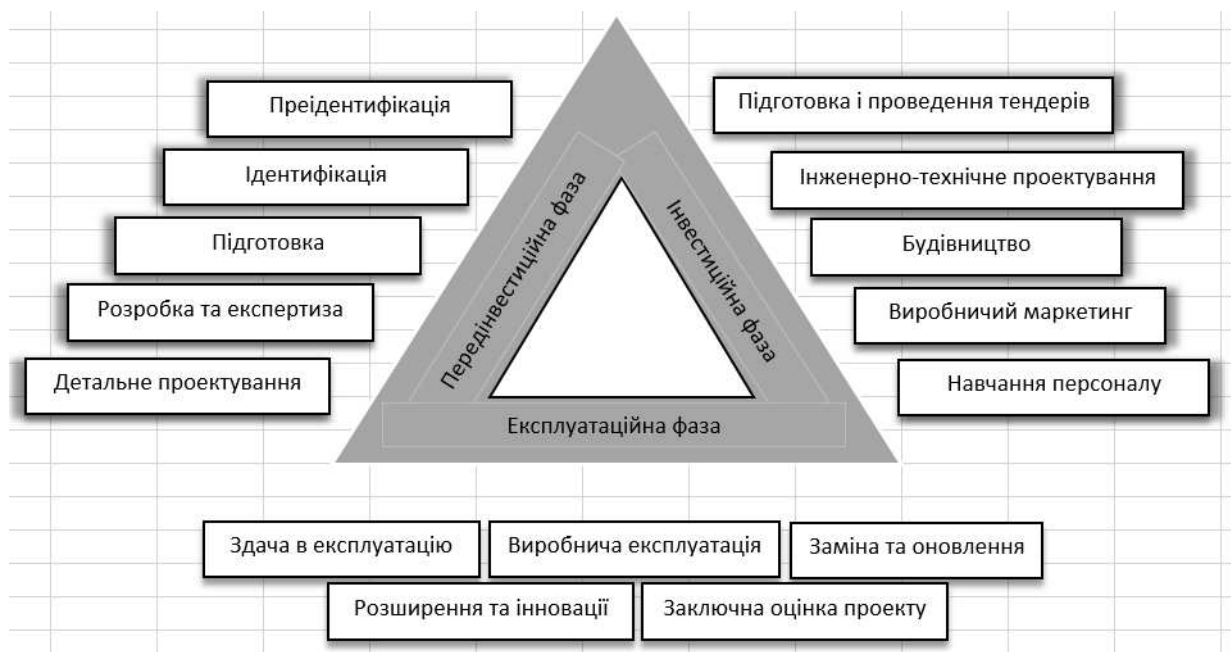 Преідентифікація
Ідентифікація
Підготовка
Розробка та експертиза
Детальне проектування
Передінвестиційна фаза
Інвестиційна фаза
Експлуатаційна фаза
Підготовка і проведення тендерів
Інженерно-технічне проектування
Будівництво
Виробничий маркетинг
Навчання персоналу
Здача в експлуатацію
Виробнича експлуатація
Заміна та оновлення
Розширення та інновації
Заключна оцінка проекту